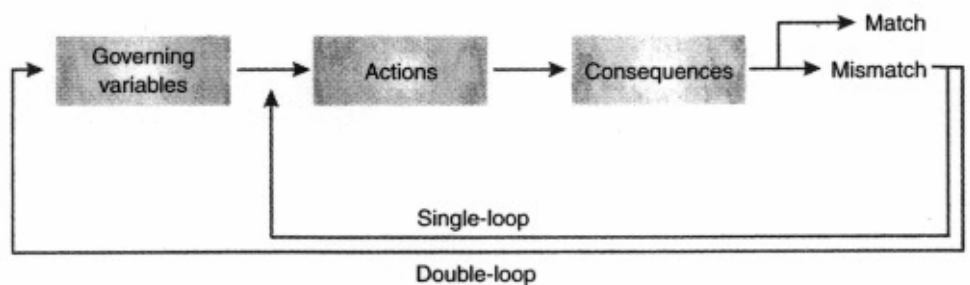 Governing
variables
Actions
Consequences
Match
Mismatch
Single-loop
Double-loop